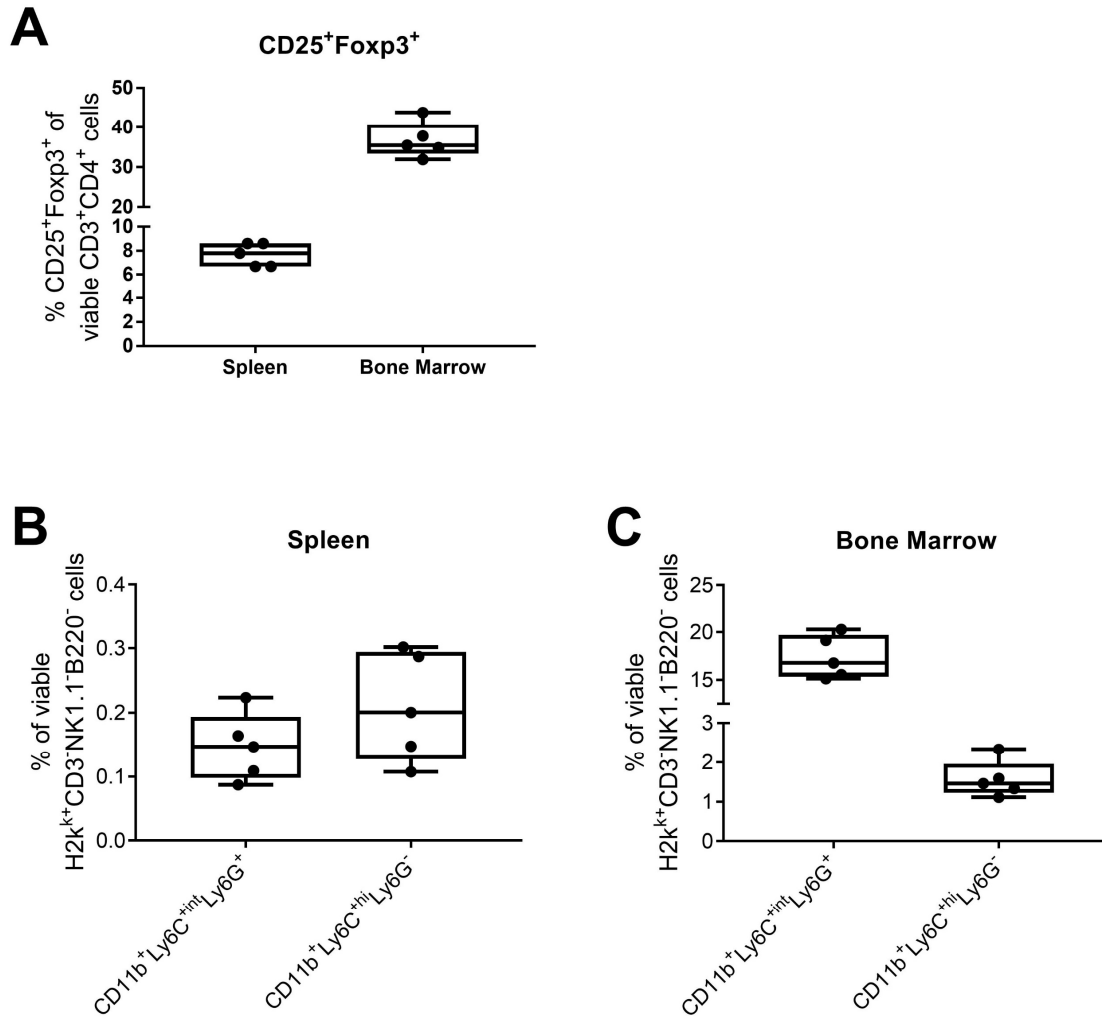 A
CD25⁺Foxp3⁺
% CD25⁺Foxp3⁺ of
viable CD3⁺CD4⁺ cells
50
40
30
20
10
8
6
4
2
0
Spleen
Bone Marrow
B
Spleen
% of viable
H2kᵏ⁺CD3⁻NK1.1⁻B220⁻ cells
0.4
0.3
0.2
0.1
0.0
CD11b⁺Ly6C⁺ⁱⁿᵗLy6G⁺
CD11b⁺Ly6C⁺ʰⁱLy6G⁻
C
Bone Marrow
% of viable
H2kᵏ⁺CD3⁻NK1.1⁻B220⁻ cells
25
20
15
3
2
1
0
CD11b⁺Ly6C⁺ⁱⁿᵗLy6G⁺
CD11b⁺Ly6C⁺ʰⁱLy6G⁻